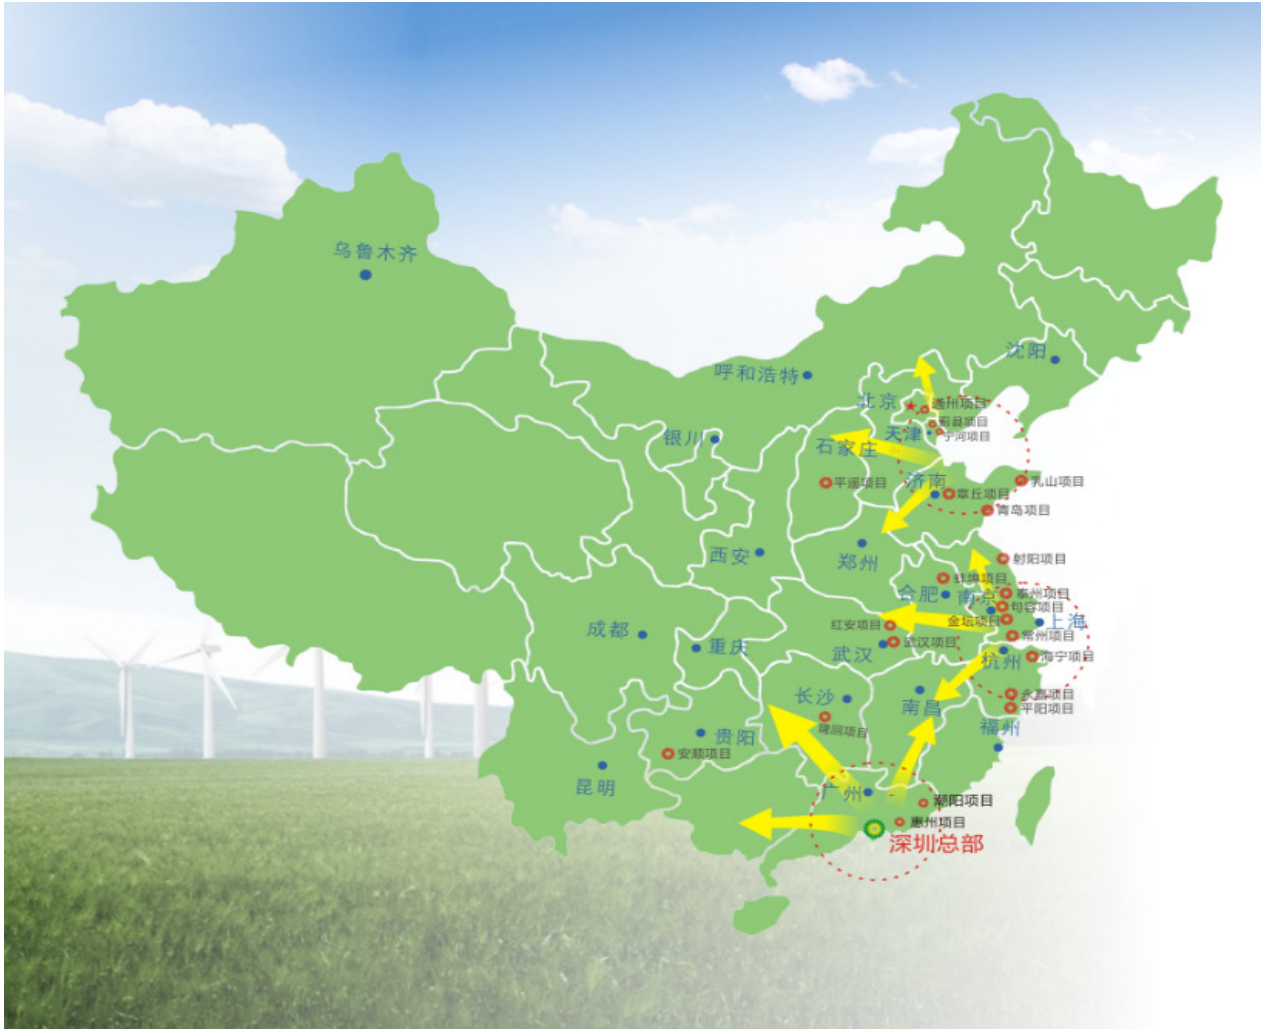 乌鲁木齐
沈阳
呼和浩特
北京
通州项目
蓟县项目
天津
宁河项目
银川
石家庄
平遥项目
济南
章丘项目
乳山项目
青岛项目
西安
郑州
射阳项目
蚌埠项目
合肥
南京
泰州项目
句容项目
金坛项目
上海
成都
红安项目
常州项目
重庆
武汉
武汉项目
杭州
海宁项目
长沙
南昌
永嘉项目
平阳项目
隆回项目
福州
贵阳
安顺项目
昆明
广州
潮阳项目
惠州项目
深圳总部